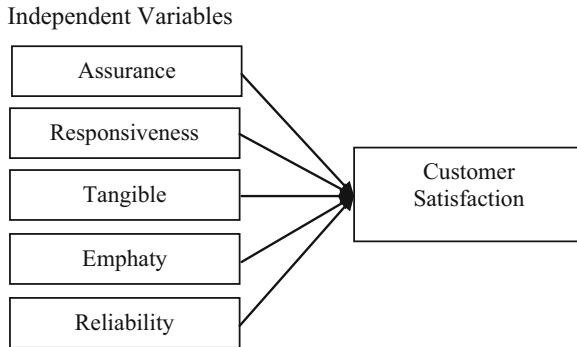 Independent Variables
Assurance
Responsiveness
Tangible
Emphaty
Reliability
Customer
Satisfaction